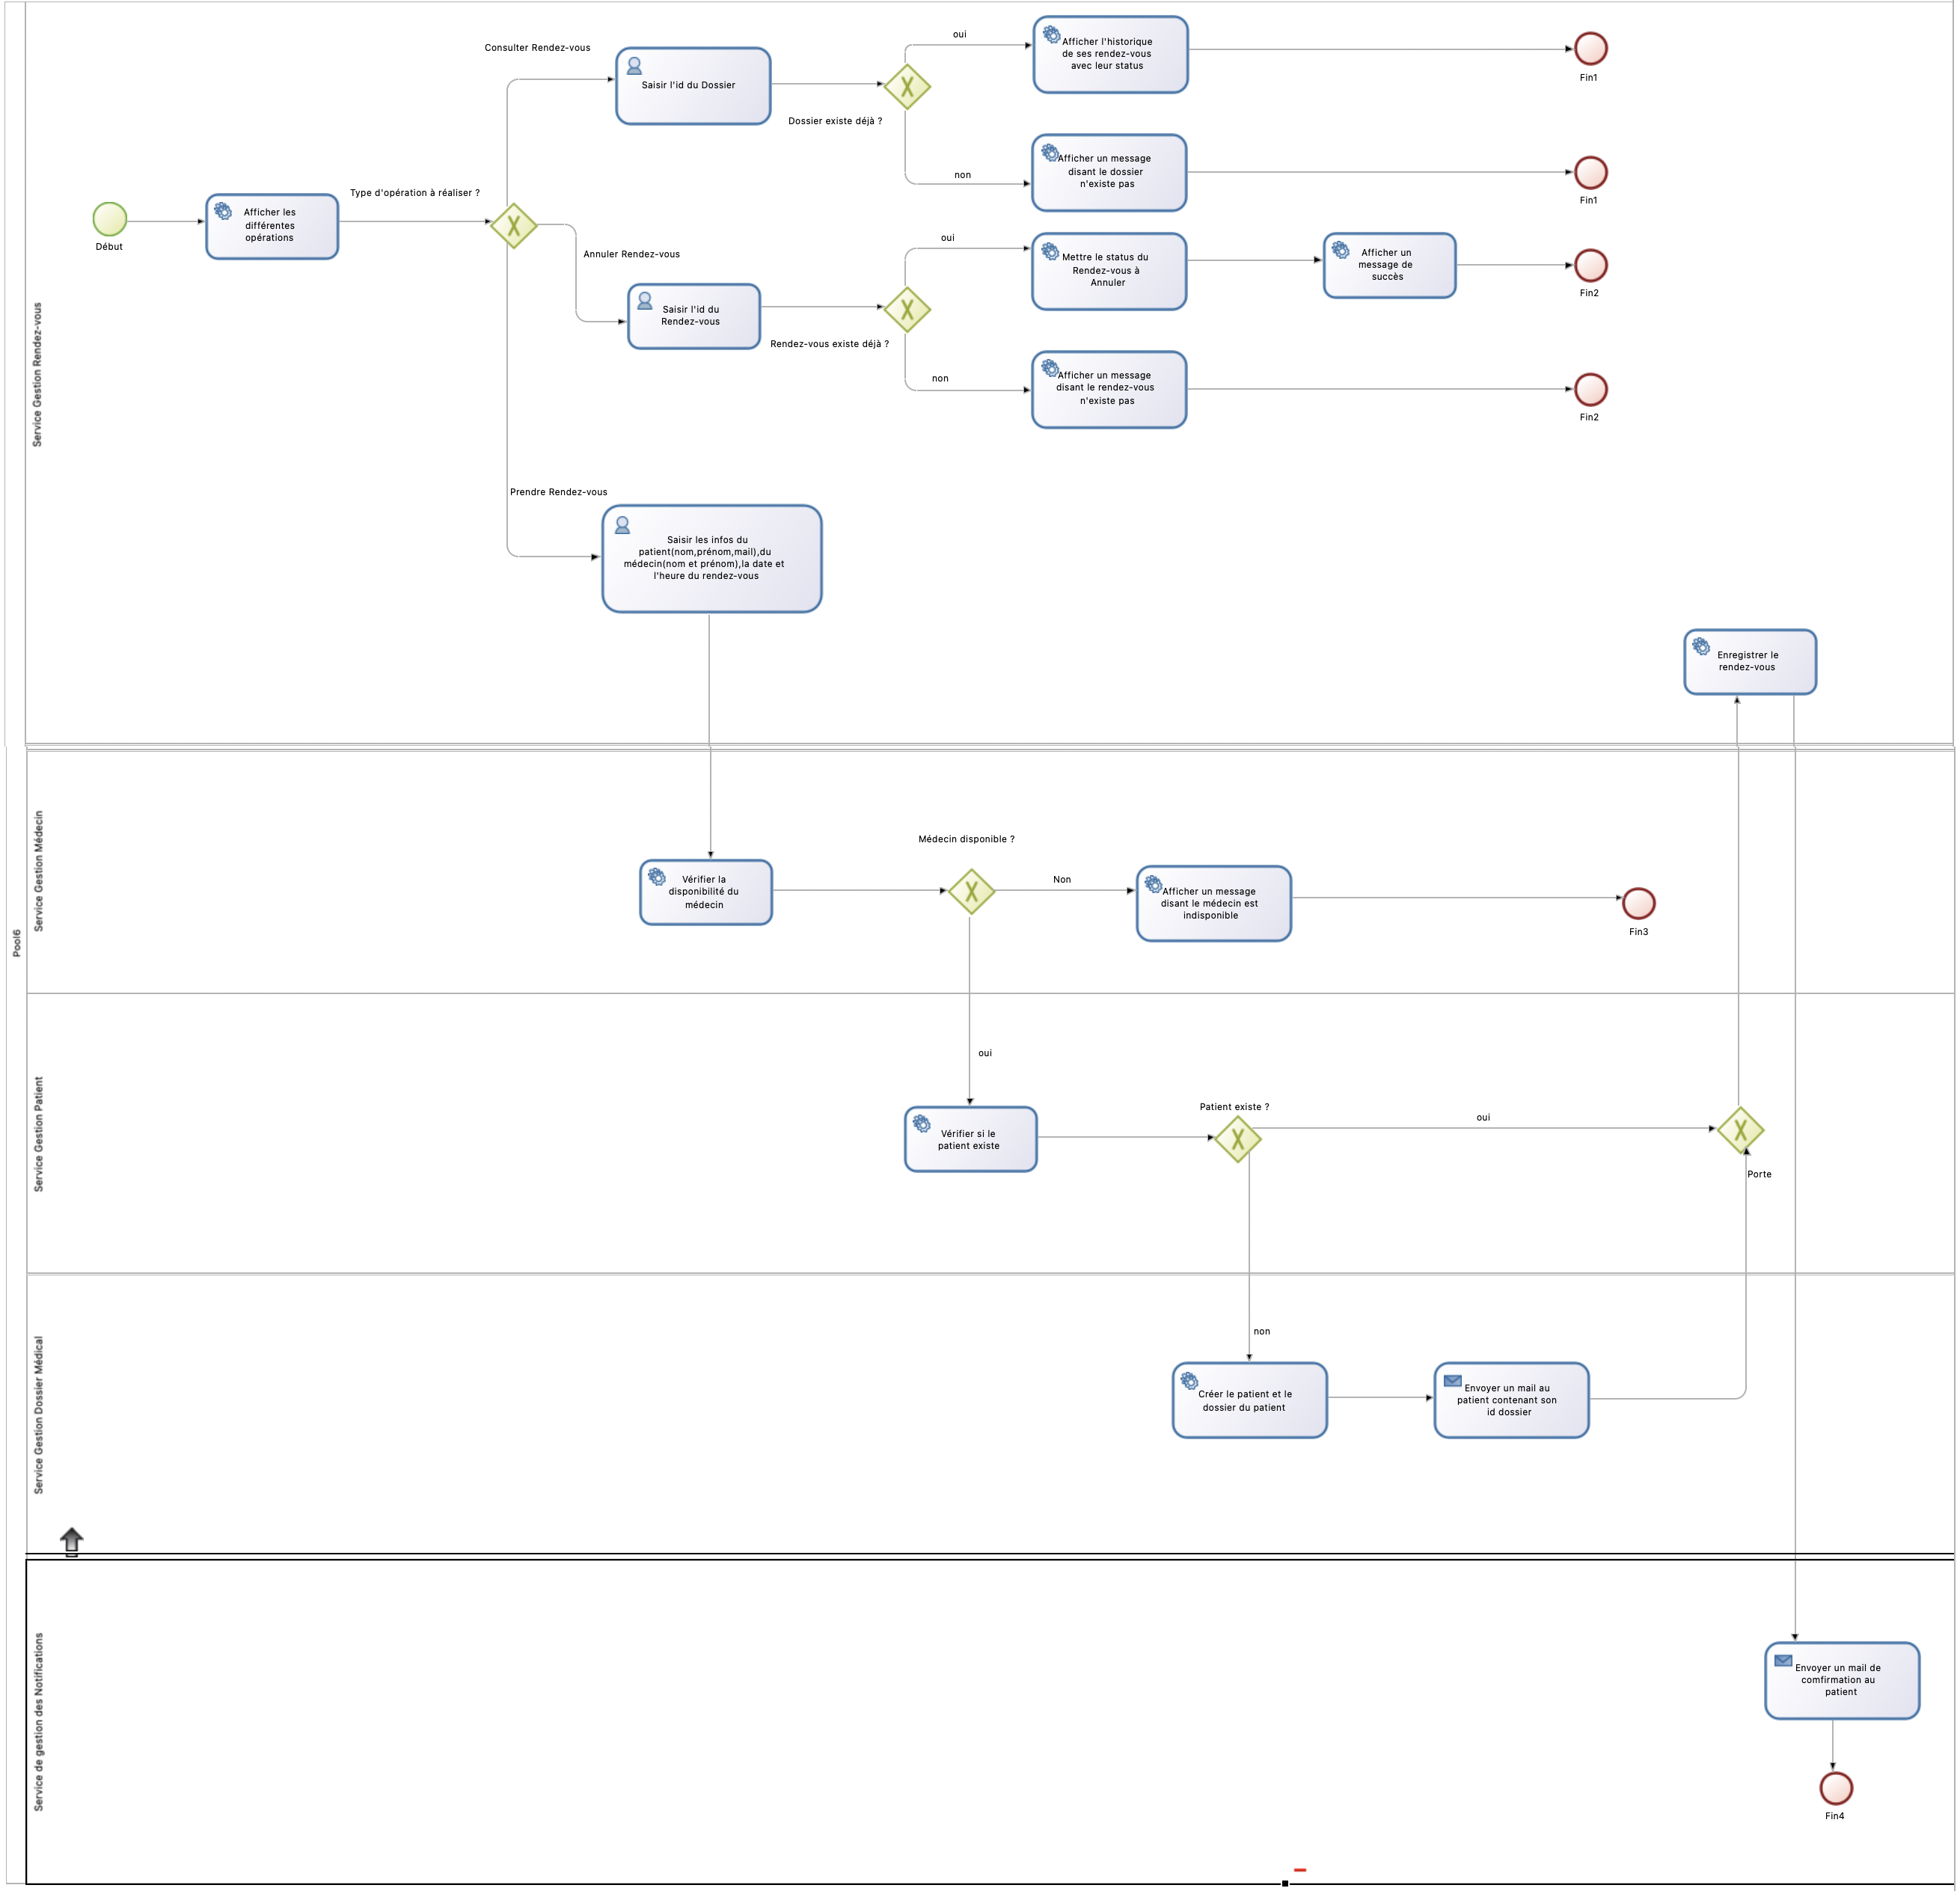 Pool6
Service Gestion Rendez-vous
Début
Afficher les
différentes
opérations
Type d'opération à réaliser ?
Consulter Rendez-vous
Saisir l'id du Dossier
Dossier existe déjà ?
oui
Afficher l'historique
de ses rendez-vous
avec leur status
Fin1
non
Afficher un message
disant le dossier
n'existe pas
Fin1
Annuler Rendez-vous
Saisir l'id du
Rendez-vous
Rendez-vous existe déjà ?
oui
Mettre le status du
Rendez-vous à
Annuler
Afficher un
message de
succès
Fin2
non
Afficher un message
disant le rendez-vous
n'existe pas
Fin2
Prendre Rendez-vous
Saisir les infos du
patient(nom,prénom,mail),du
médecin(nom et prénom),la date et
l'heure du rendez-vous
Enregistrer le
rendez-vous
Service Gestion Médecin
Vérifier la
disponibilité du
médecin
Médecin disponible ?
Non
Afficher un message
disant le médecin est
indisponible
Fin3
oui
Service Gestion Patient
Vérifier si le
patient existe
Patient existe ?
oui
Porte
non
Service Gestion Dossier Médical
Créer le patient et le
dossier du patient
Envoyer un mail au
patient contenant son
id dossier
Service de gestion des Notifications
Envoyer un mail de
comfirmation au
patient
Fin4